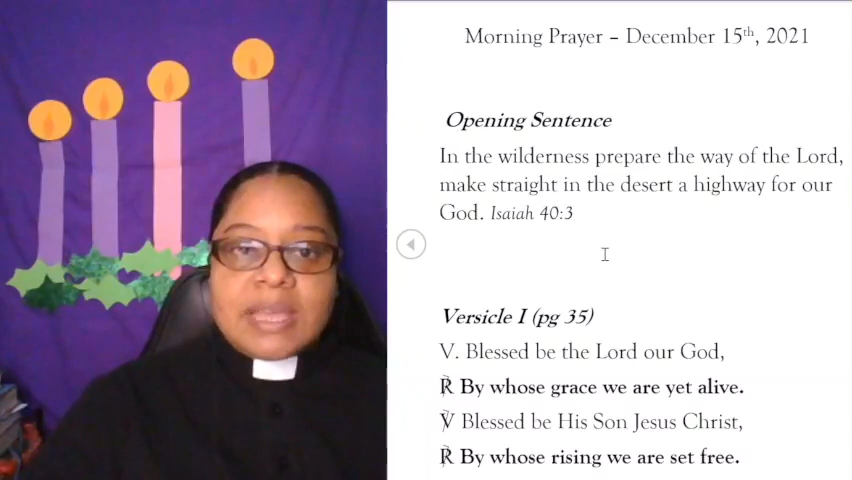 Morning Prayer – December 15th, 2021
Opening Sentence
In the wilderness prepare the way of the Lord,
make straight in the desert a highway for our
God. Isaiah 40:3
Versicle I (pg 35)
V. Blessed be the Lord our God,
℟ By whose grace we are yet alive.
℣ Blessed be His Son Jesus Christ,
℟ By whose rising we are set free.